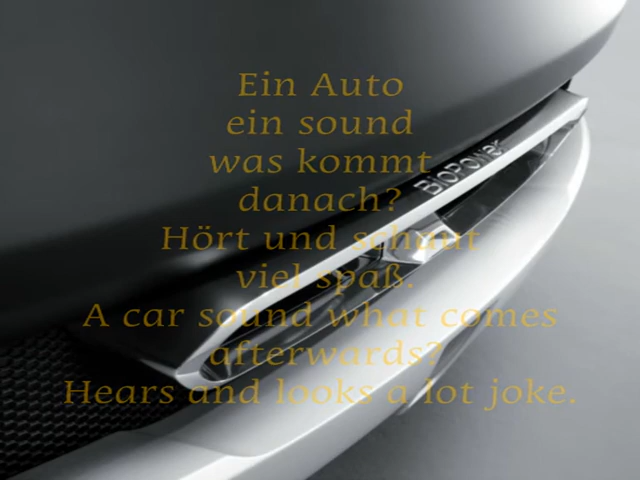 Ein Auto
ein sound
was kommt
danach?
BioPower
Hört und schaut
viel spaß.
A car sound what comes
afterwards?
Hears and looks a lot joke.